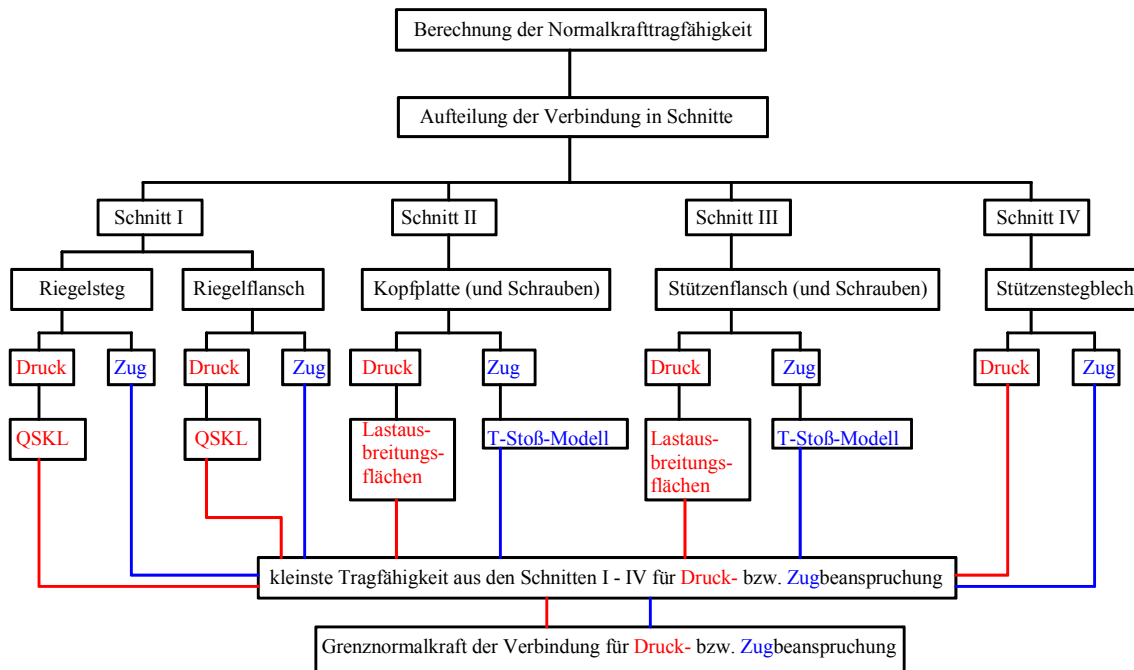 Berechnung der Normalkrafttragfähigkeit
Aufteilung der Verbindung in Schnitte
Schnitt I
Schnitt II
Schnitt III
Schnitt IV
Riegelsteg
Riegelflansch
Kopfplatte (und Schrauben)
Stützenflansch (und Schrauben)
Stützenstegblech
Druck
Zug
Druck
Zug
Druck
Zug
Druck
Zug
Druck
Zug
QSKL
QSKL
Lastaus-
breitungs-
flächen
T-Stoß-Modell
Lastaus-
breitungs-
flächen
T-Stoß-Modell
kleinste Tragfähigkeit aus den Schnitten I - IV für Druck- bzw. Zugbeanspruchung
Grenznormalkraft der Verbindung für Druck- bzw. Zugbeanspruchung